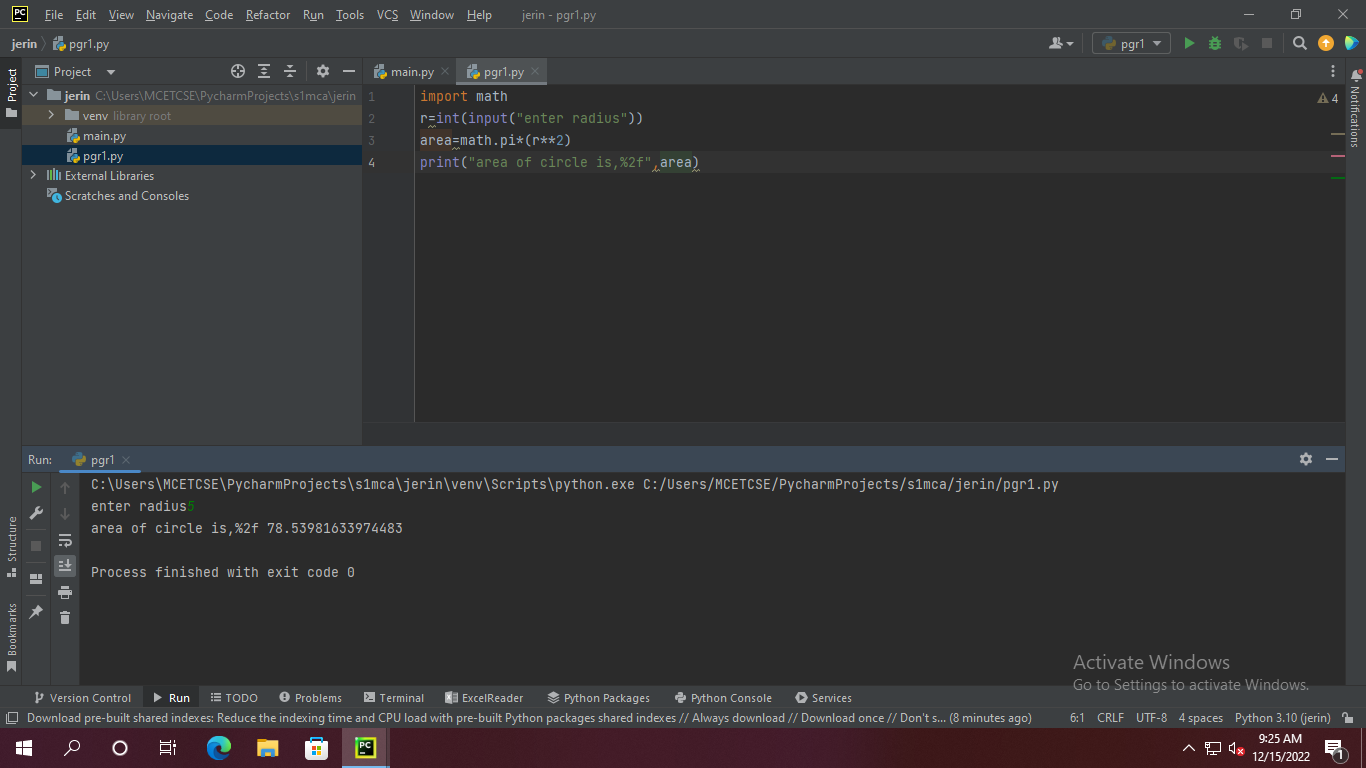 File Edit View Navigate Code Refactor Run Tools VCS Window Help jerin - pgr1.py
jerin pgr1.py pgr1
Project
Project
main.py
pgr1.py
Notifications
jerin C:\Users\MCETCSE\PycharmProjects\s1mca\jerin
venv library root
main.py
pgr1.py
External Libraries
Scratches and Consoles
1 import math
2 r=int(input("enter radius"))
3 area=math.pi*(r**2)
4 print("area of circle is,%2f",area)
4
Run: pgr1
C:\Users\MCETCSE\PycharmProjects\s1mca\jerin\venv\Scripts\python.exe C:/Users/MCETCSE/PycharmProjects/s1mca/jerin/pgr1.py
enter radius5
area of circle is,%2f 78.53981633974483
Process finished with exit code 0
Structure
Bookmarks
Activate Windows
Go to Settings to activate Windows.
Version Control Run TODO Problems Terminal ExcelReader Python Packages Python Console Services
Download pre-built shared indexes: Reduce the indexing time and CPU load with pre-built Python packages shared indexes // Always download // Download once // Don't s... (8 minutes ago) 6:1 CRLF UTF-8 4 spaces Python 3.10 (jerin)
PC
9:25 AM
12/15/2022
1